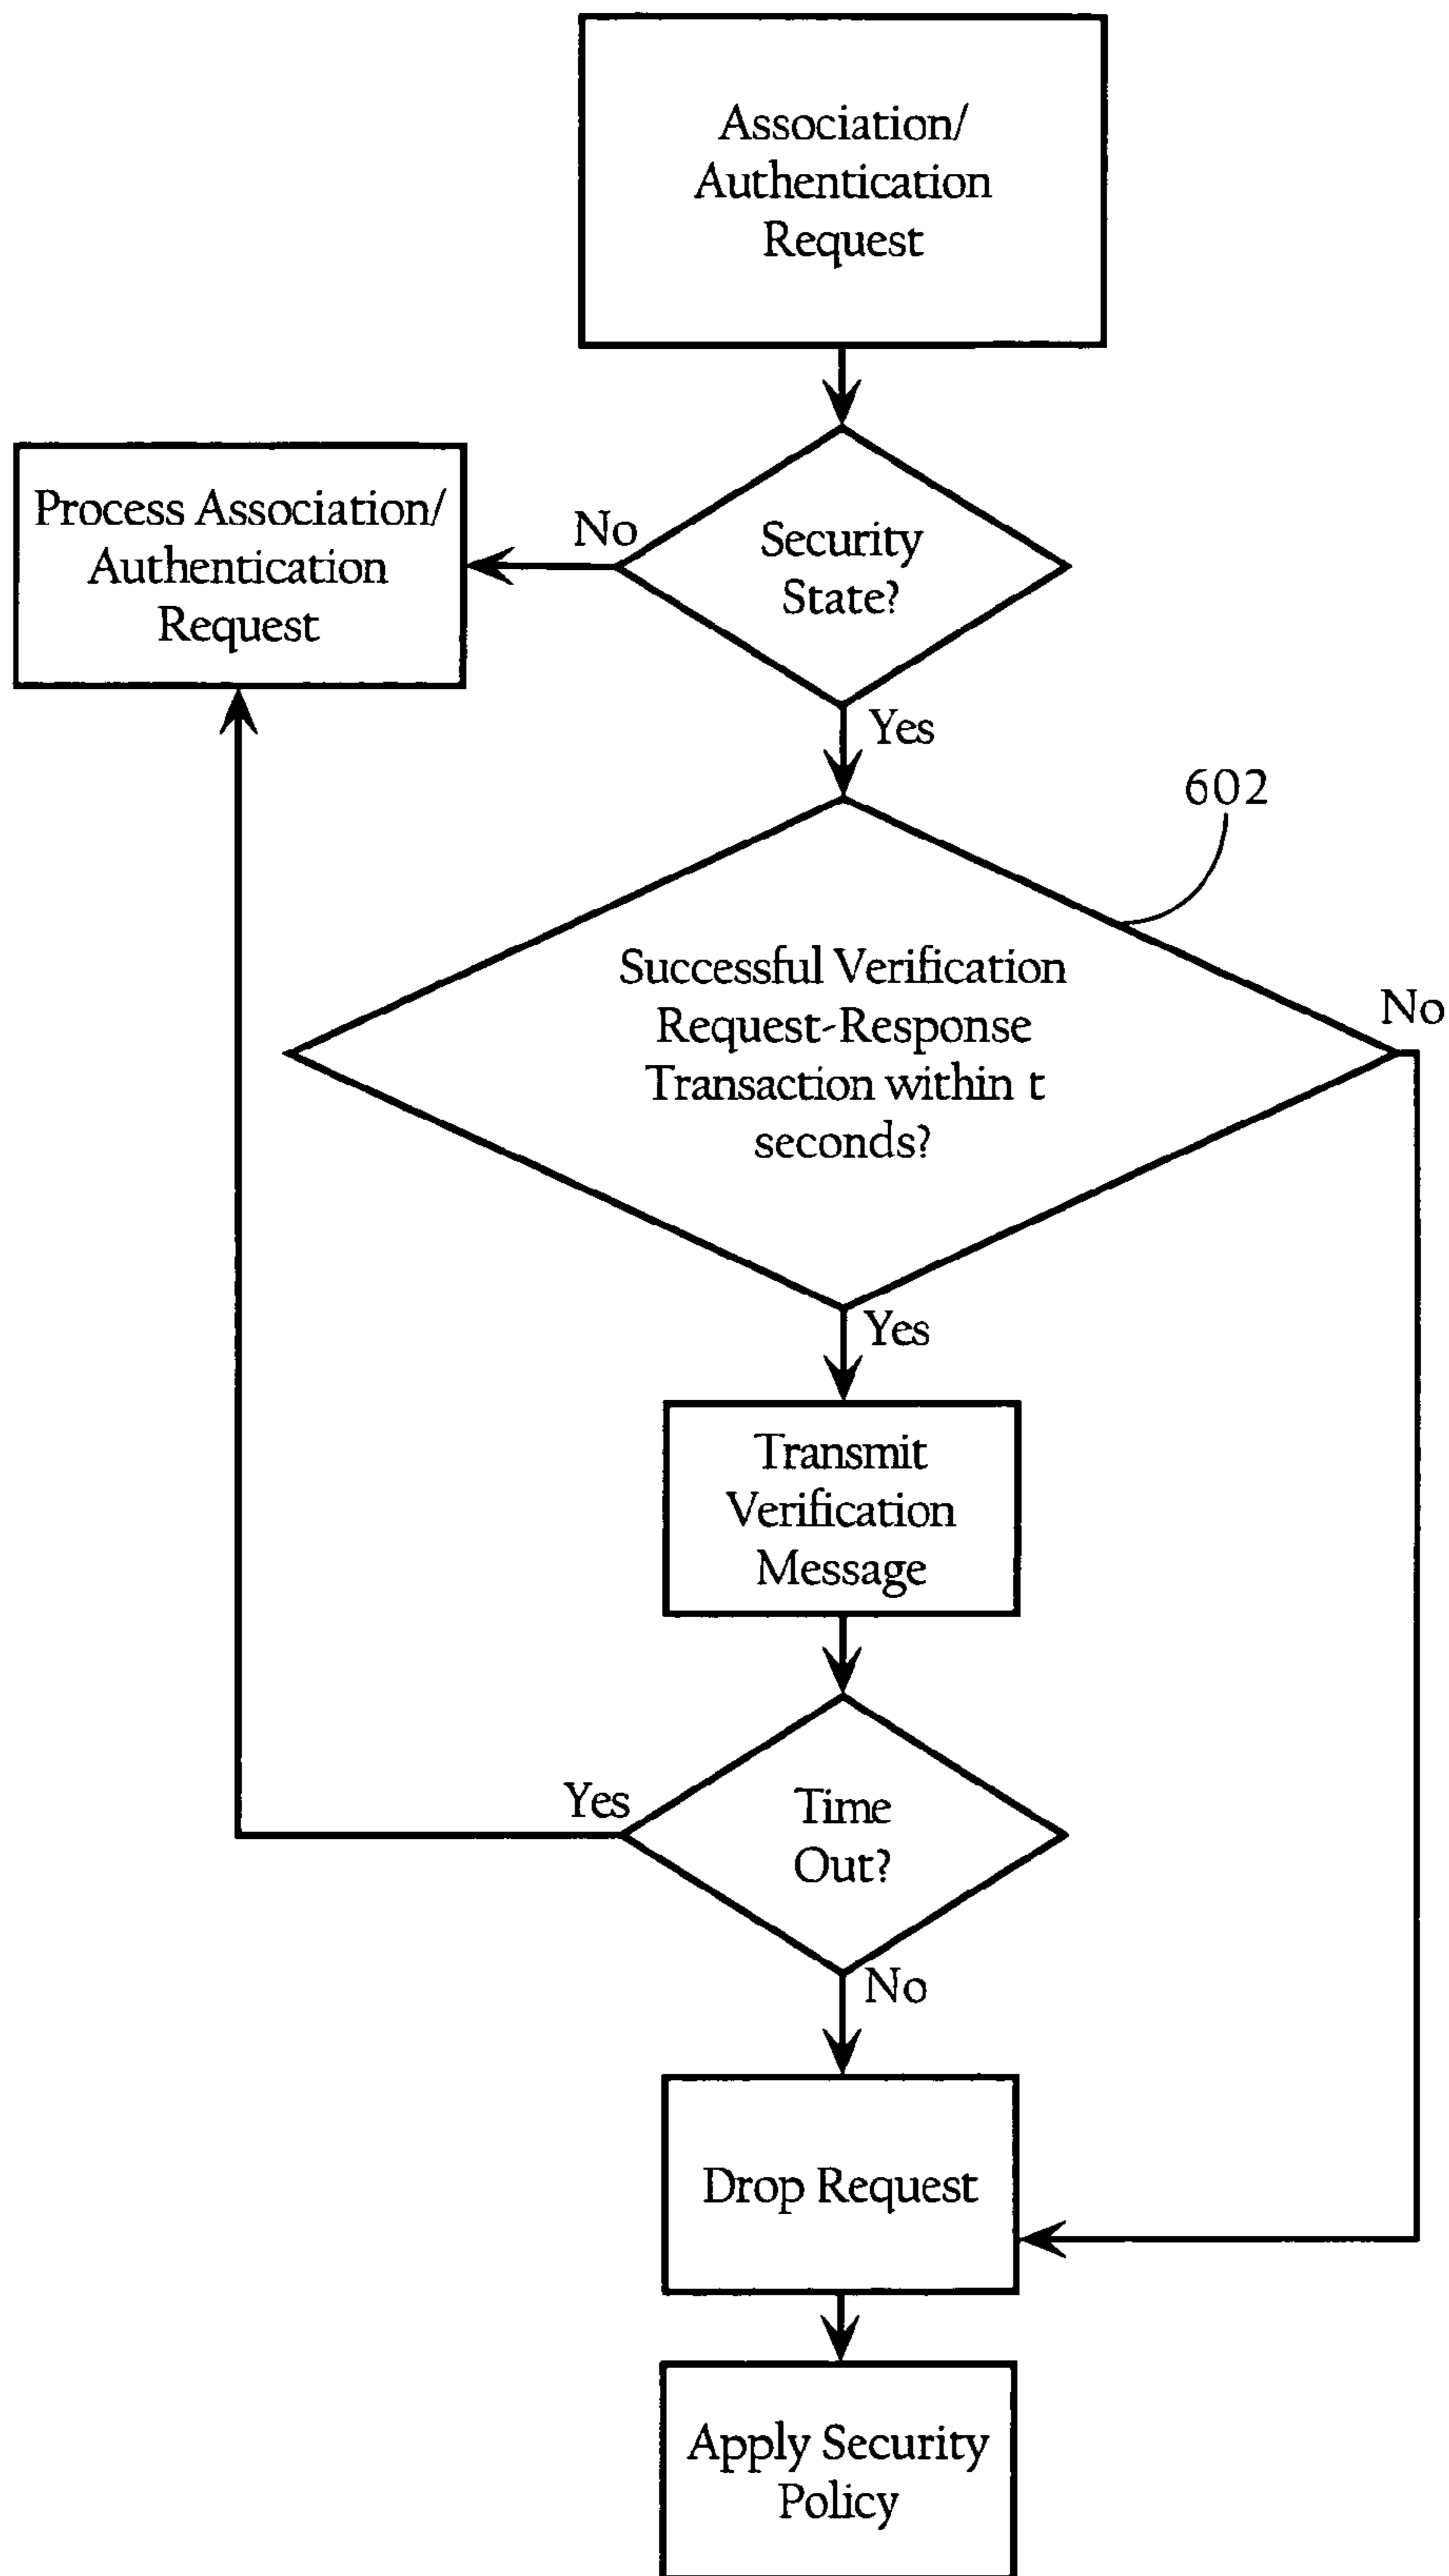 Association/
Authentication
Request
Process Association/
Authentication
Request
No
Security
State?
Yes
602
Successful Verification
Request-Response
Transaction within t
seconds?
No
Yes
Transmit
Verification
Message
Yes
Time
Out?
No
Drop Request
Apply Security
Policy